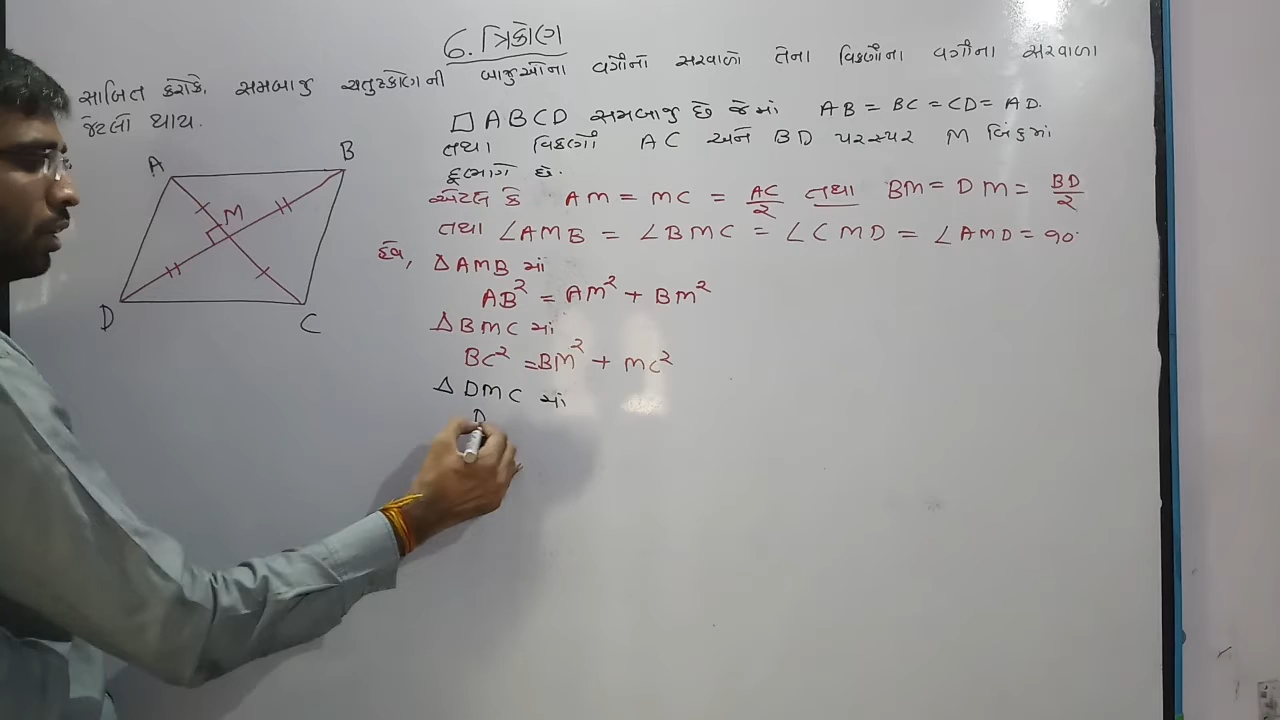 6. ત્રિકોણ
સાબિત કરોકે, સમબાજુ ચતુષ્કોણની બાજુઓના વર્ગોનો સરવાળો તેના વિકર્ણોના વર્ગોના સરવાળા
જેટલો થાય.
□ABCD સમબાજુ છે જેમાં AB = BC = CD = AD.
તથા વિકર્ણો AC અને BD પરસ્પર M બિંદુમાં
દુભાગે છે.
એટલે કે AM = MC = AC/2 તથા BM = DM = BD/2
તથા ∠AMB = ∠BMC = ∠CMD = ∠AMD = 90°
હવે, ΔAMB માં
AB² = AM² + BM²
ΔBMC માં
BC² = BM² + MC²
ΔDMC માં
D
A
B
M
D
C